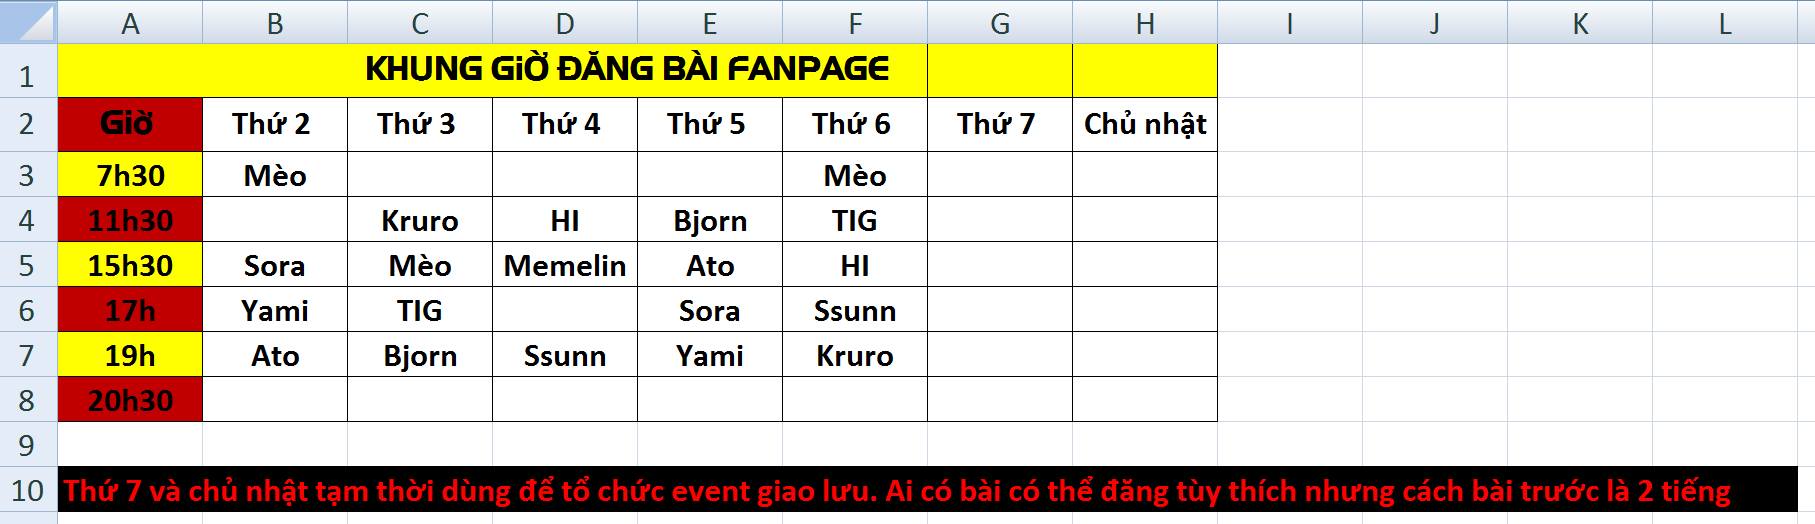 A B C D E F G H I J K L
1 KHUNG GiỜ ĐĂNG BÀI FANPAGE
2 Giờ Thứ 2 Thứ 3 Thứ 4 Thứ 5 Thứ 6 Thứ 7 Chủ nhật
3 7h30 Mèo Mèo
4 11h30 Kruro HI Bjorn TIG
5 15h30 Sora Mèo Memelin Ato HI
6 17h Yami TIG Sora Ssunn
7 19h Ato Bjorn Ssunn Yami Kruro
8 20h30
9
10 Thứ 7 và chủ nhật tạm thời dùng để tổ chức event giao lưu. Ai có bài có thể đăng tùy thích nhưng cách bài trước là 2 tiếng